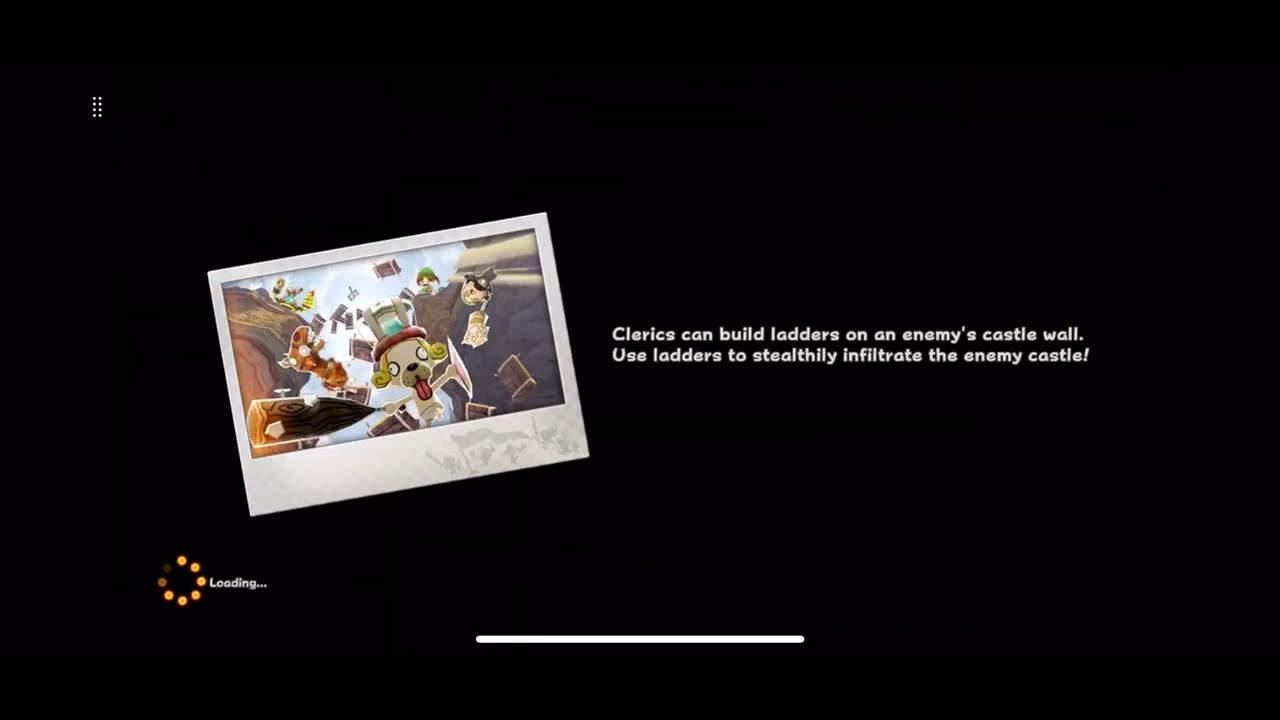 Clerics can build ladders on an enemy's castle wall.
Use ladders to stealthily infiltrate the enemy castle!
Loading...